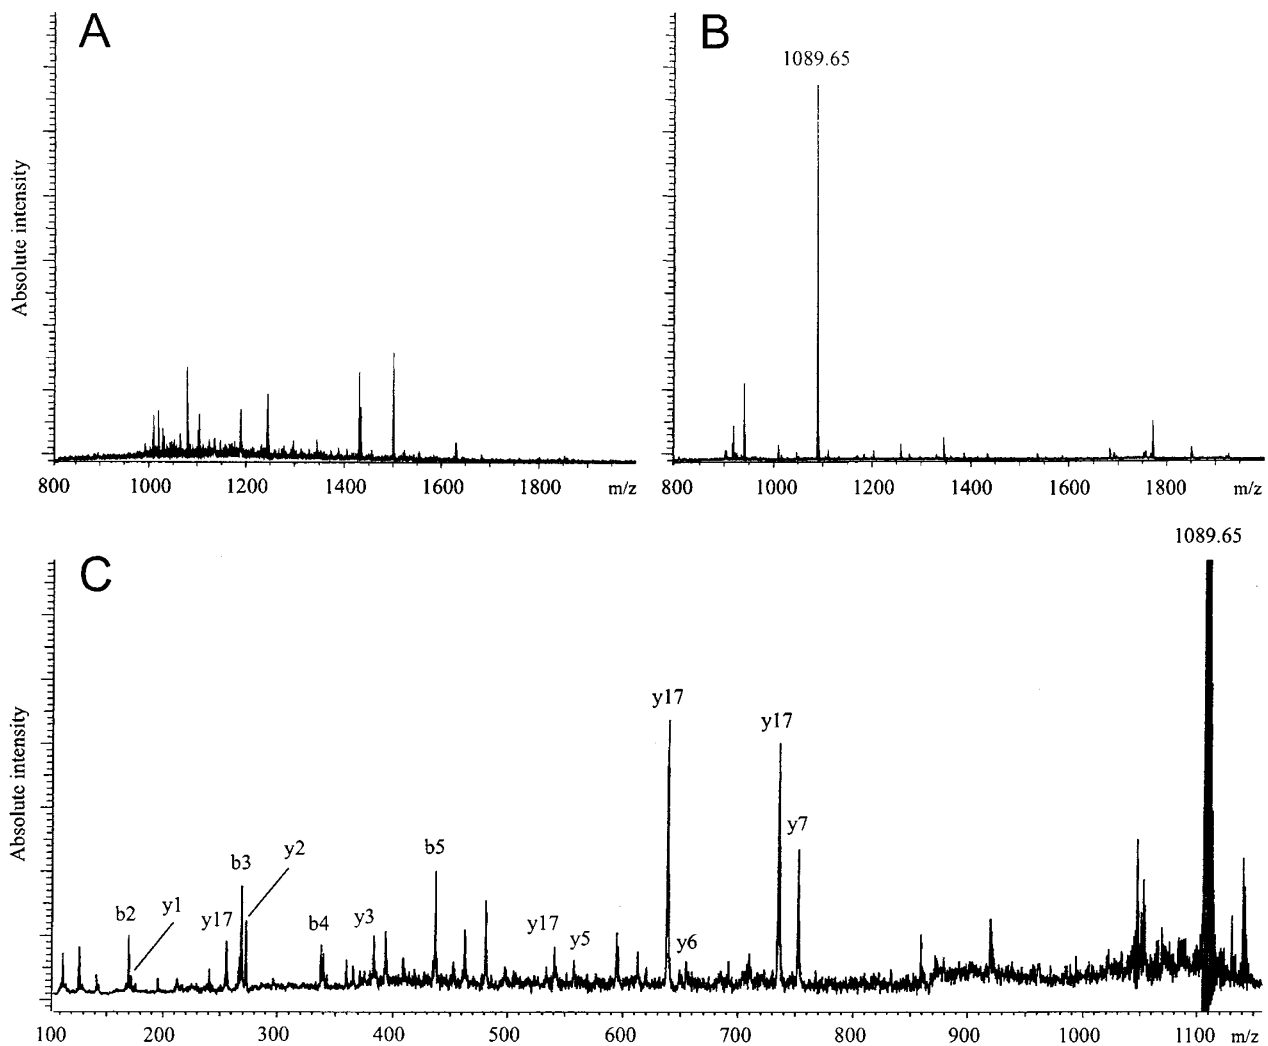 A
B
1089.65
Absolute intensity
800 1000 1200 1400 1600 1800 m/z
800 1000 1200 1400 1600 1800 m/z
1089.65
C
Absolute intensity
y17
y17
y7
b5
b3 y2
b2 y1 y17 b4 y3 y17 y5 y6
100 200 300 400 500 600 700 800 900 1000 1100 m/z